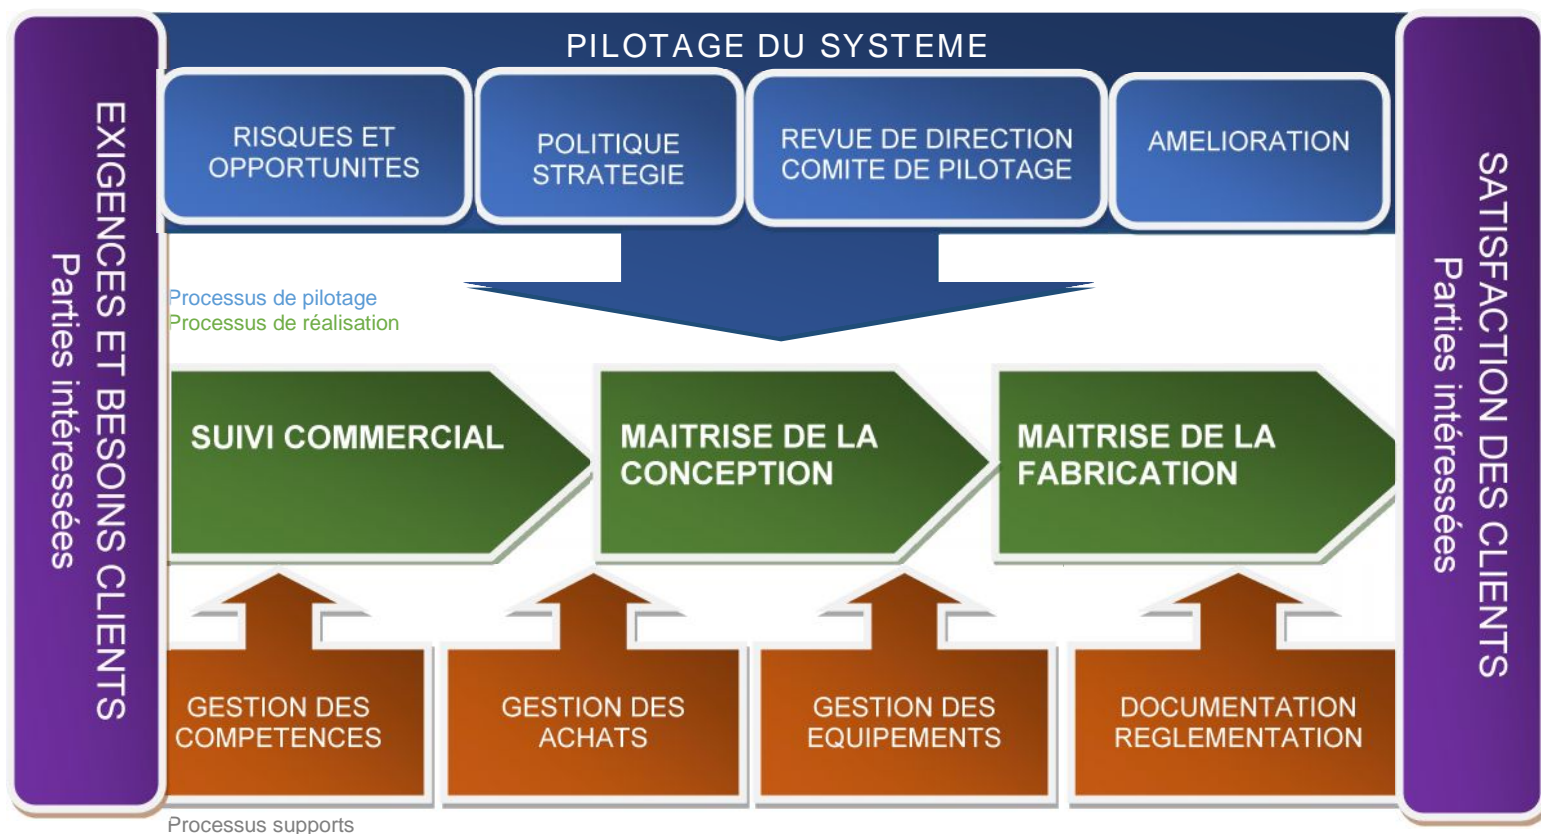 EXIGENCES ET BESOINS CLIENTS
Parties intéressées
PILOTAGE DU SYSTEME
RISQUES ET
OPPORTUNITES
POLITIQUE
STRATEGIE
REVUE DE DIRECTION
COMITE DE PILOTAGE
AMELIORATION
Processus de pilotage
Processus de réalisation
SUIVI COMMERCIAL
MAITRISE DE LA
CONCEPTION
MAITRISE DE LA
FABRICATION
GESTION DES
COMPETENCES
GESTION DES
ACHATS
GESTION DES
EQUIPEMENTS
DOCUMENTATION
REGLEMENTATION
Processus supports
SATISFACTION DES CLIENTS
Parties intéressées